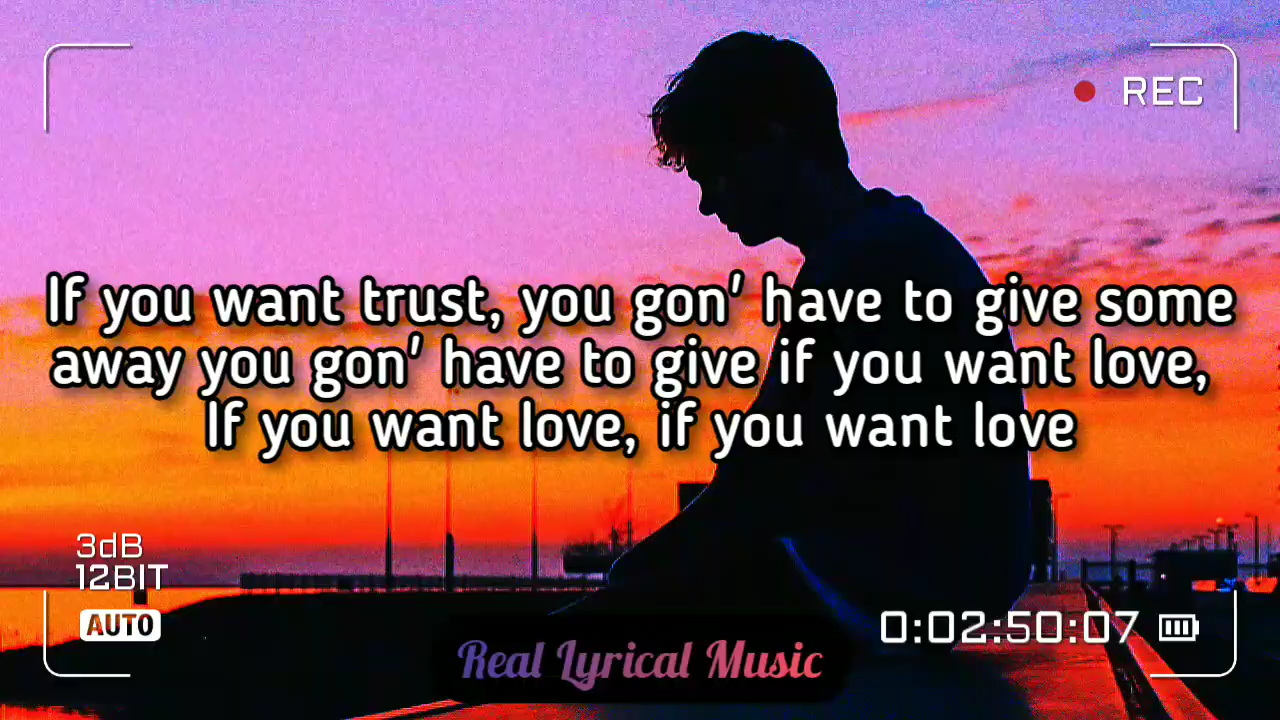 REC
If you want trust, you gon' have to give some
away you gon' have to give if you want love,
If you want love, if you want love
3dB
12BIT
AUTO
0:02:50:07
Real Lyrical Music